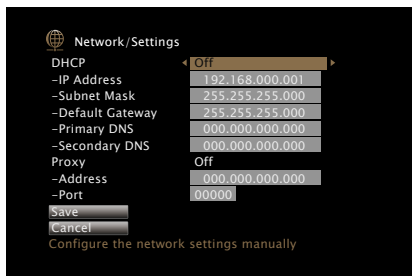 Network/Settings
DHCP Off
-IP Address 192.168.000.001
-Subnet Mask 255.255.255.000
-Default Gateway 255.255.255.000
-Primary DNS 000.000.000.000
-Secondary DNS 000.000.000.000
Proxy Off
-Address 000.000.000.000
-Port 00000
Save
Cancel
Configure the network settings manually